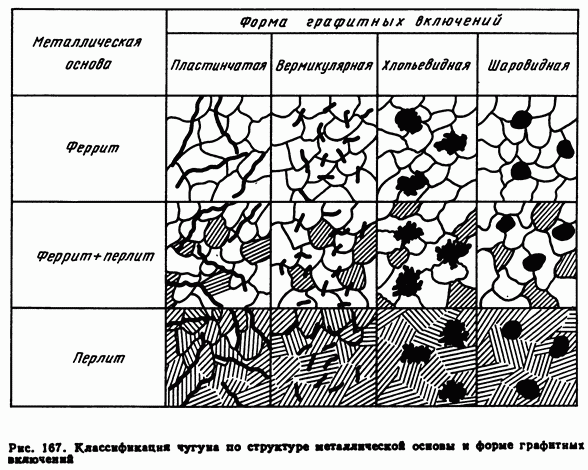 Металлическая основа
Форма графитных включений
Пластинчатая Вермикулярная Хлопьевидная Шаровидная
Феррит
Феррит+перлит
Перлит
Рис. 167. Классификация чугуна по структуре металлической основы и форме графитных
включений